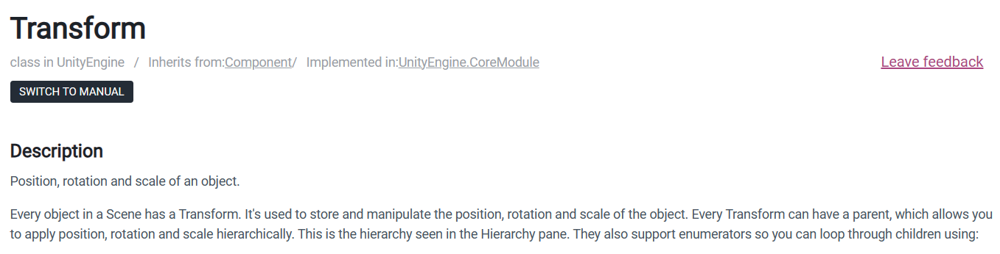 Transform
class in UnityEngine / Inherits from:Component/ Implemented in:UnityEngine.CoreModule
Leave feedback
SWITCH TO MANUAL
Description
Position, rotation and scale of an object.
Every object in a Scene has a Transform. It's used to store and manipulate the position, rotation and scale of the object. Every Transform can have a parent, which allows you
to apply position, rotation and scale hierarchically. This is the hierarchy seen in the Hierarchy pane. They also support enumerators so you can loop through children using: